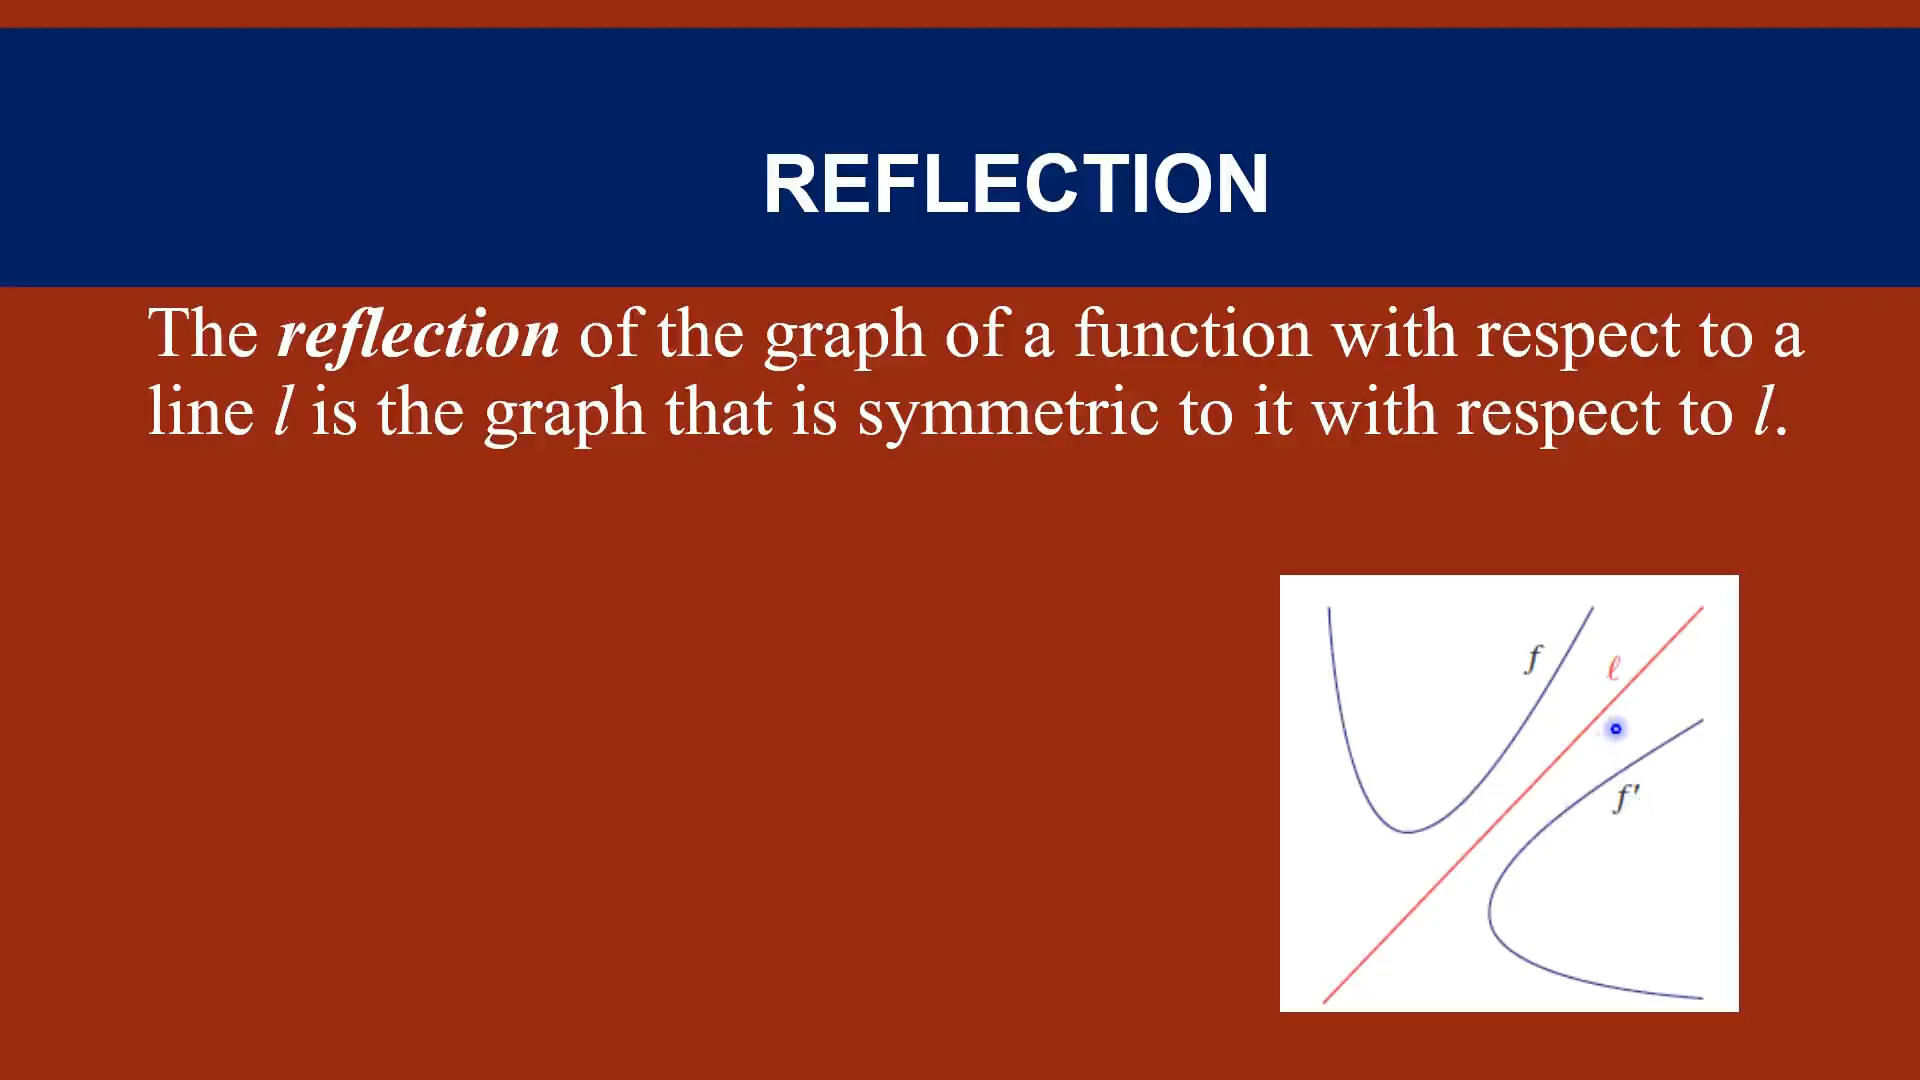 REFLECTION
The reflection of the graph of a function with respect to a
line l is the graph that is symmetric to it with respect to l.
f
ℓ
f'